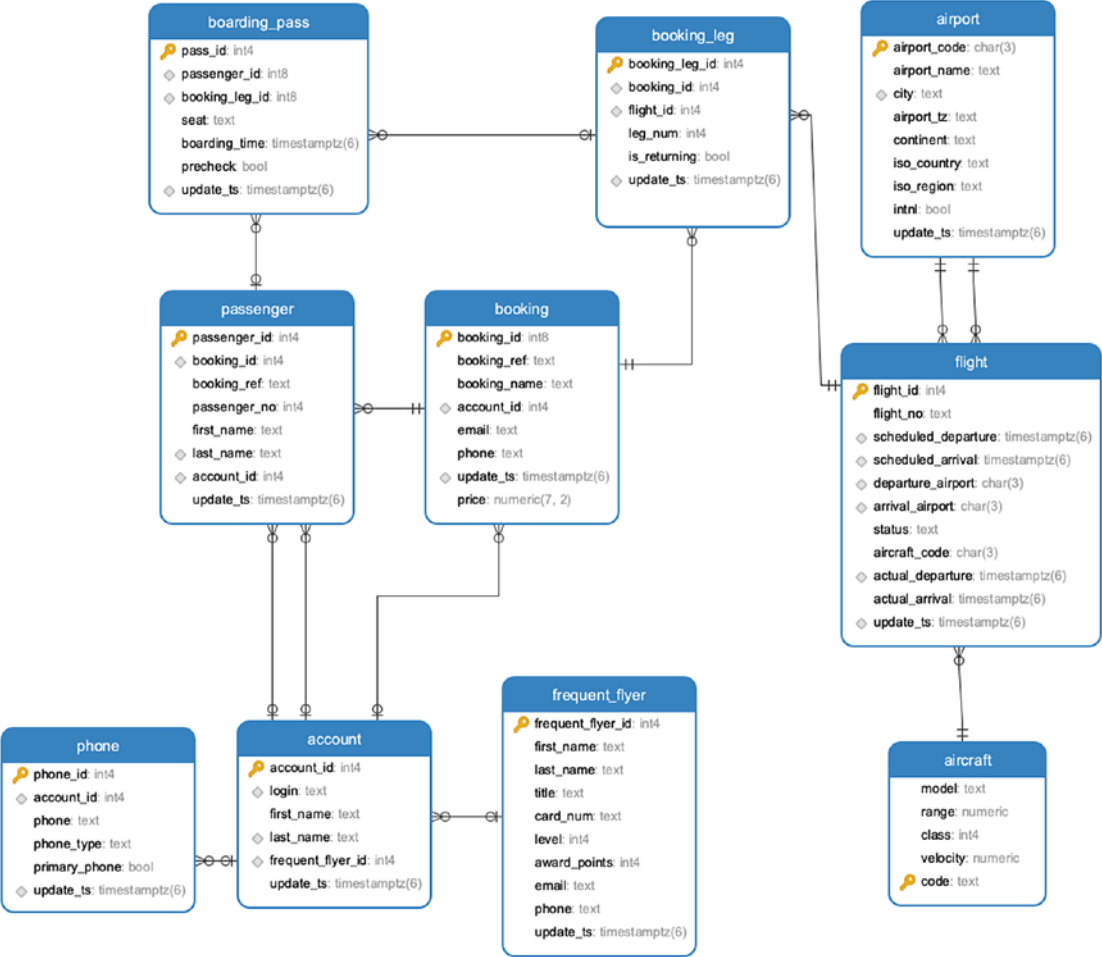 boarding_pass
pass_id: int4
passenger_id: int8
booking_leg_id: int8
seat: text
boarding_time: timestamptz(6)
precheck: bool
update_ts: timestamptz(6)
booking_leg
booking_leg_id: int4
booking_id: int4
flight_id: int4
leg_num: int4
is_returning: bool
update_ts: timestamptz(6)
airport
airport_code: char(3)
airport_name: text
city: text
airport_tz: text
continent: text
iso_country: text
iso_region: text
intnl: bool
update_ts: timestamptz(6)
passenger
passenger_id: int4
booking_id: int4
booking_ref: text
passenger_no: int4
first_name: text
last_name: text
account_id: int4
update_ts: timestamptz(6)
booking
booking_id: int8
booking_ref: text
booking_name: text
account_id: int4
email: text
phone: text
update_ts: timestamptz(6)
price: numeric(7, 2)
flight
flight_id: int4
flight_no: text
scheduled_departure: timestamptz(6)
scheduled_arrival: timestamptz(6)
departure_airport: char(3)
arrival_airport: char(3)
status: text
aircraft_code: char(3)
actual_departure: timestamptz(6)
actual_arrival: timestamptz(6)
update_ts: timestamptz(6)
phone
phone_id: int4
account_id: int4
phone: text
phone_type: text
primary_phone: bool
update_ts: timestamptz(6)
account
account_id: int4
login: text
first_name: text
last_name: text
frequent_flyer_id: int4
update_ts: timestamptz(6)
frequent_flyer
frequent_flyer_id: int4
first_name: text
last_name: text
title: text
card_num: text
level: int4
award_points: int4
email: text
phone: text
update_ts: timestamptz(6)
aircraft
model: text
range: numeric
class: int4
velocity: numeric
code: text